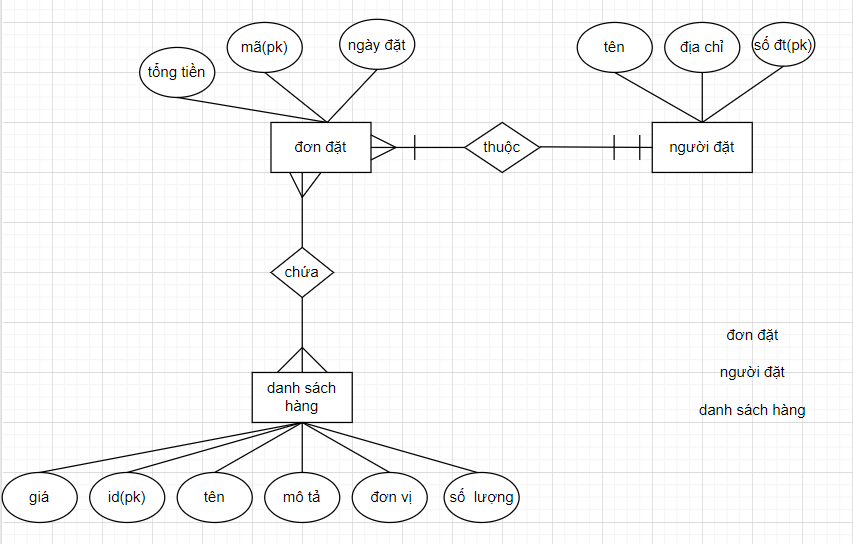 tổng tiền
mã(pk)
ngày đặt
tên
địa chỉ
số đt(pk)
đơn đặt
thuộc
người đặt
chứa
danh sách
hàng
giá
id(pk)
tên
mô tả
đơn vị
số lượng
đơn đặt
người đặt
danh sách hàng